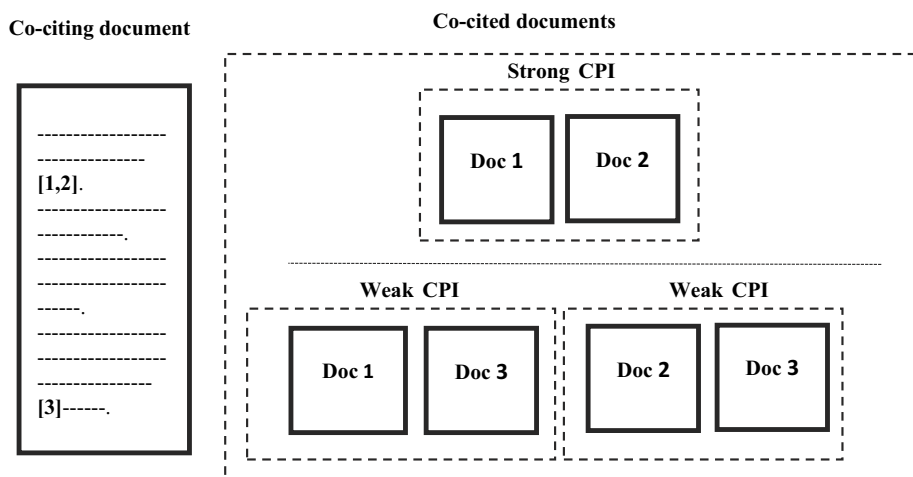 Co-citing document
Co-cited documents
Strong CPI
Doc 1
Doc 2
[1,2].
Weak CPI
Weak CPI
Doc 1
Doc 3
Doc 2
Doc 3
[3]------.